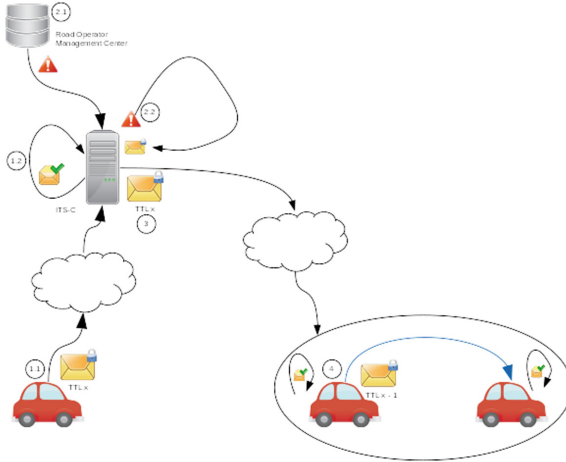 2.1
Road Operator
Management Center
2.2
1.2
ITS-C
TTL x
3
1.1
TTL x
4
TTL x - 1